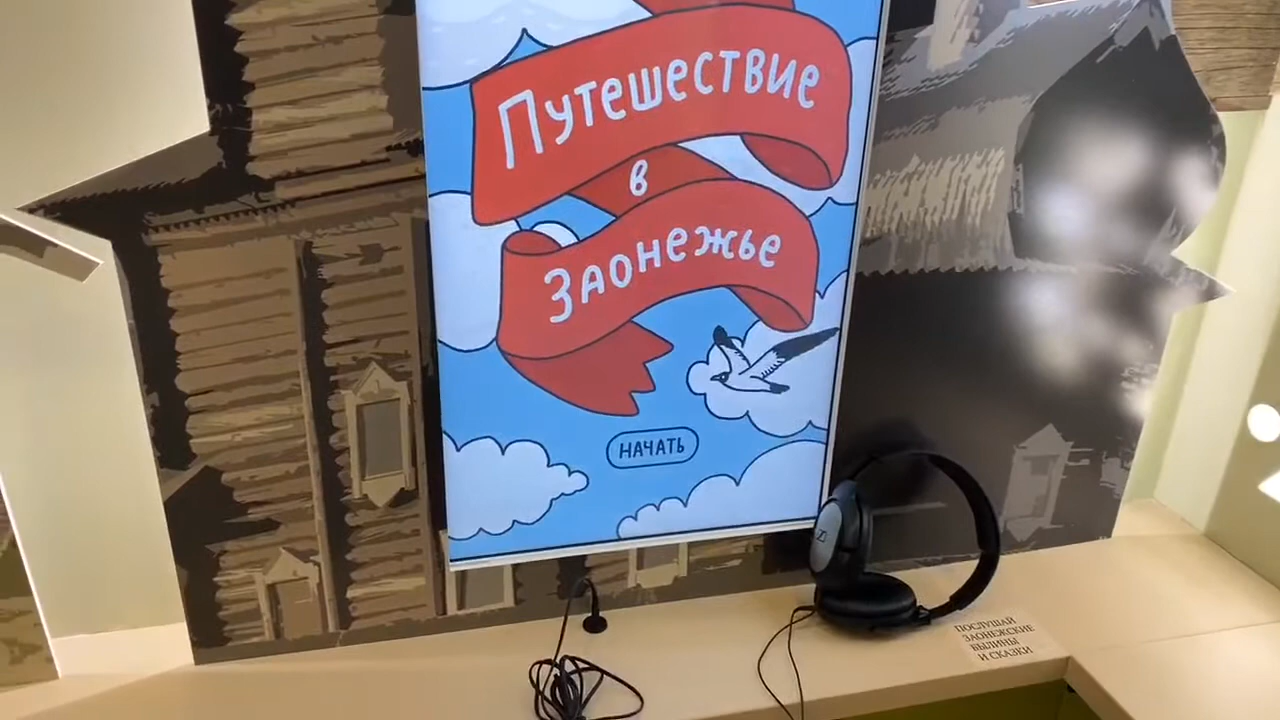 Путешествие
в
Заонежье
НАЧАТЬ
ПОСЛУШАЙ
ЗАОНЕЖСКИЕ
БЫЛИНЫ
И СКАЗКИ